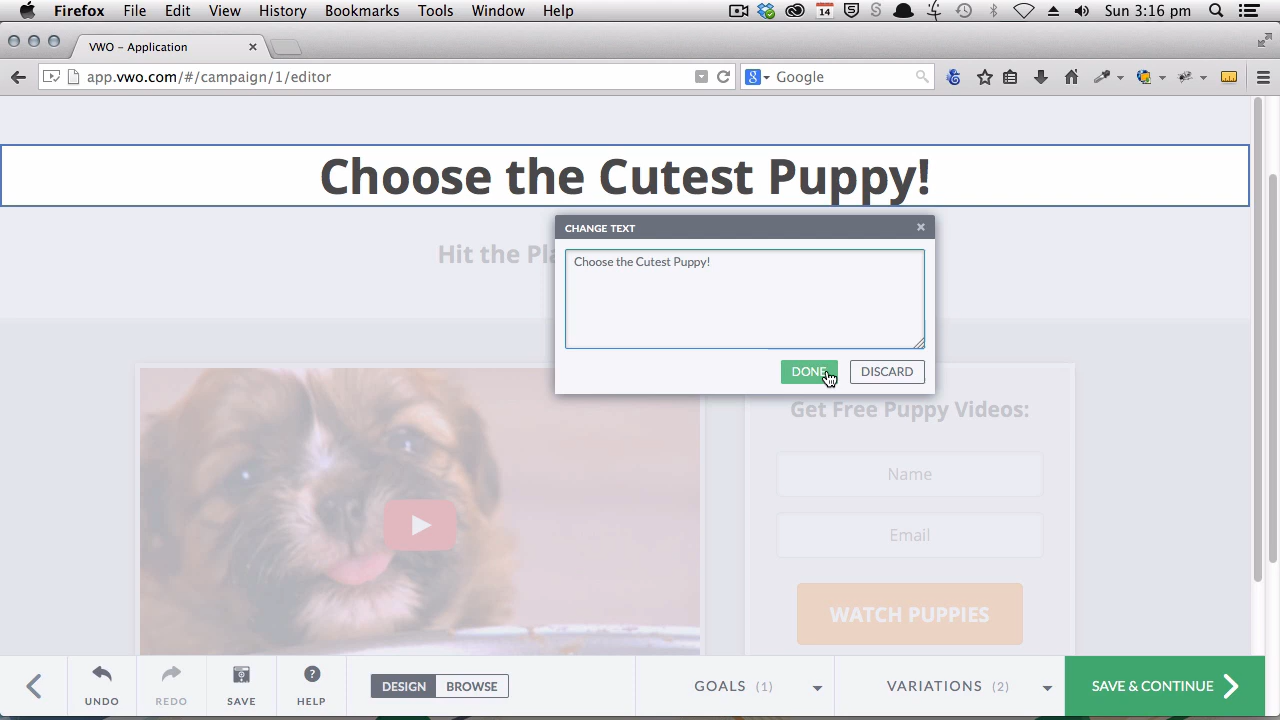 Firefox File Edit View History Bookmarks Tools Window Help 14 Sun 3:16 pm
VWO – Application
app.vwo.com/#/campaign/1/editor
8 Google
Choose the Cutest Puppy!
CHANGE TEXT
Hit the
Choose the Cutest Puppy!
DONE DISCARD
Get Free Puppy Videos:
Name
Email
WATCH PUPPIES
UNDO REDO SAVE ? HELP
DESIGN BROWSE
GOALS (1)
VARIATIONS (2)
SAVE & CONTINUE